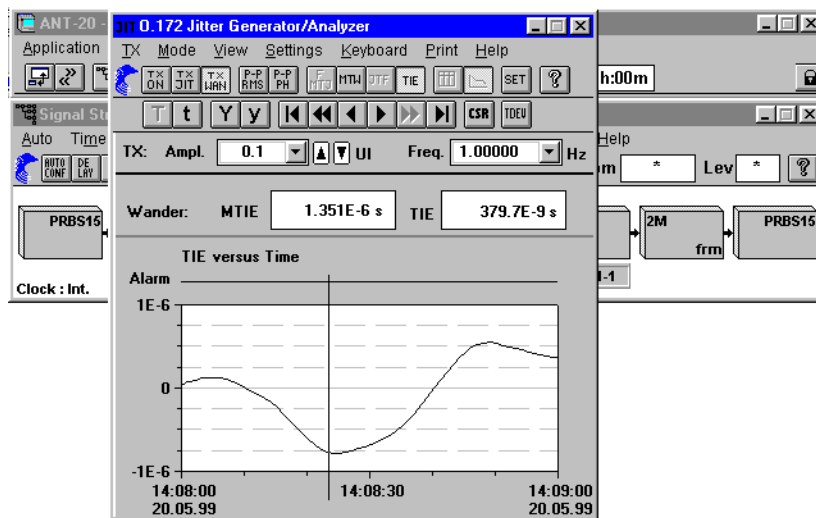 ANT-20 -
JIT O.172 Jitter Generator/Analyzer
Application
TX Mode View Settings Keyboard Print Help
TX ON TX JIT TX WAN P-P RMS P-P PH F MTJ MTW JTF TIE SET ?
h:00m
T t Y y CSR TDEV
Signal Str
Auto Time
Help
AUTO CONF DE LAY
TX: Ampl. 0.1 UI Freq. 1.00000 Hz
om * Lev * ?
Wander: MTIE 1.351E-6 s TIE 379.7E-9 s
PRBS15
2M frm PRBS15
TIE versus Time
Alarm
Clock : Int.
1E-6
0
-1E-6
14:08:00 14:08:30 14:09:00
20.05.99 20.05.99